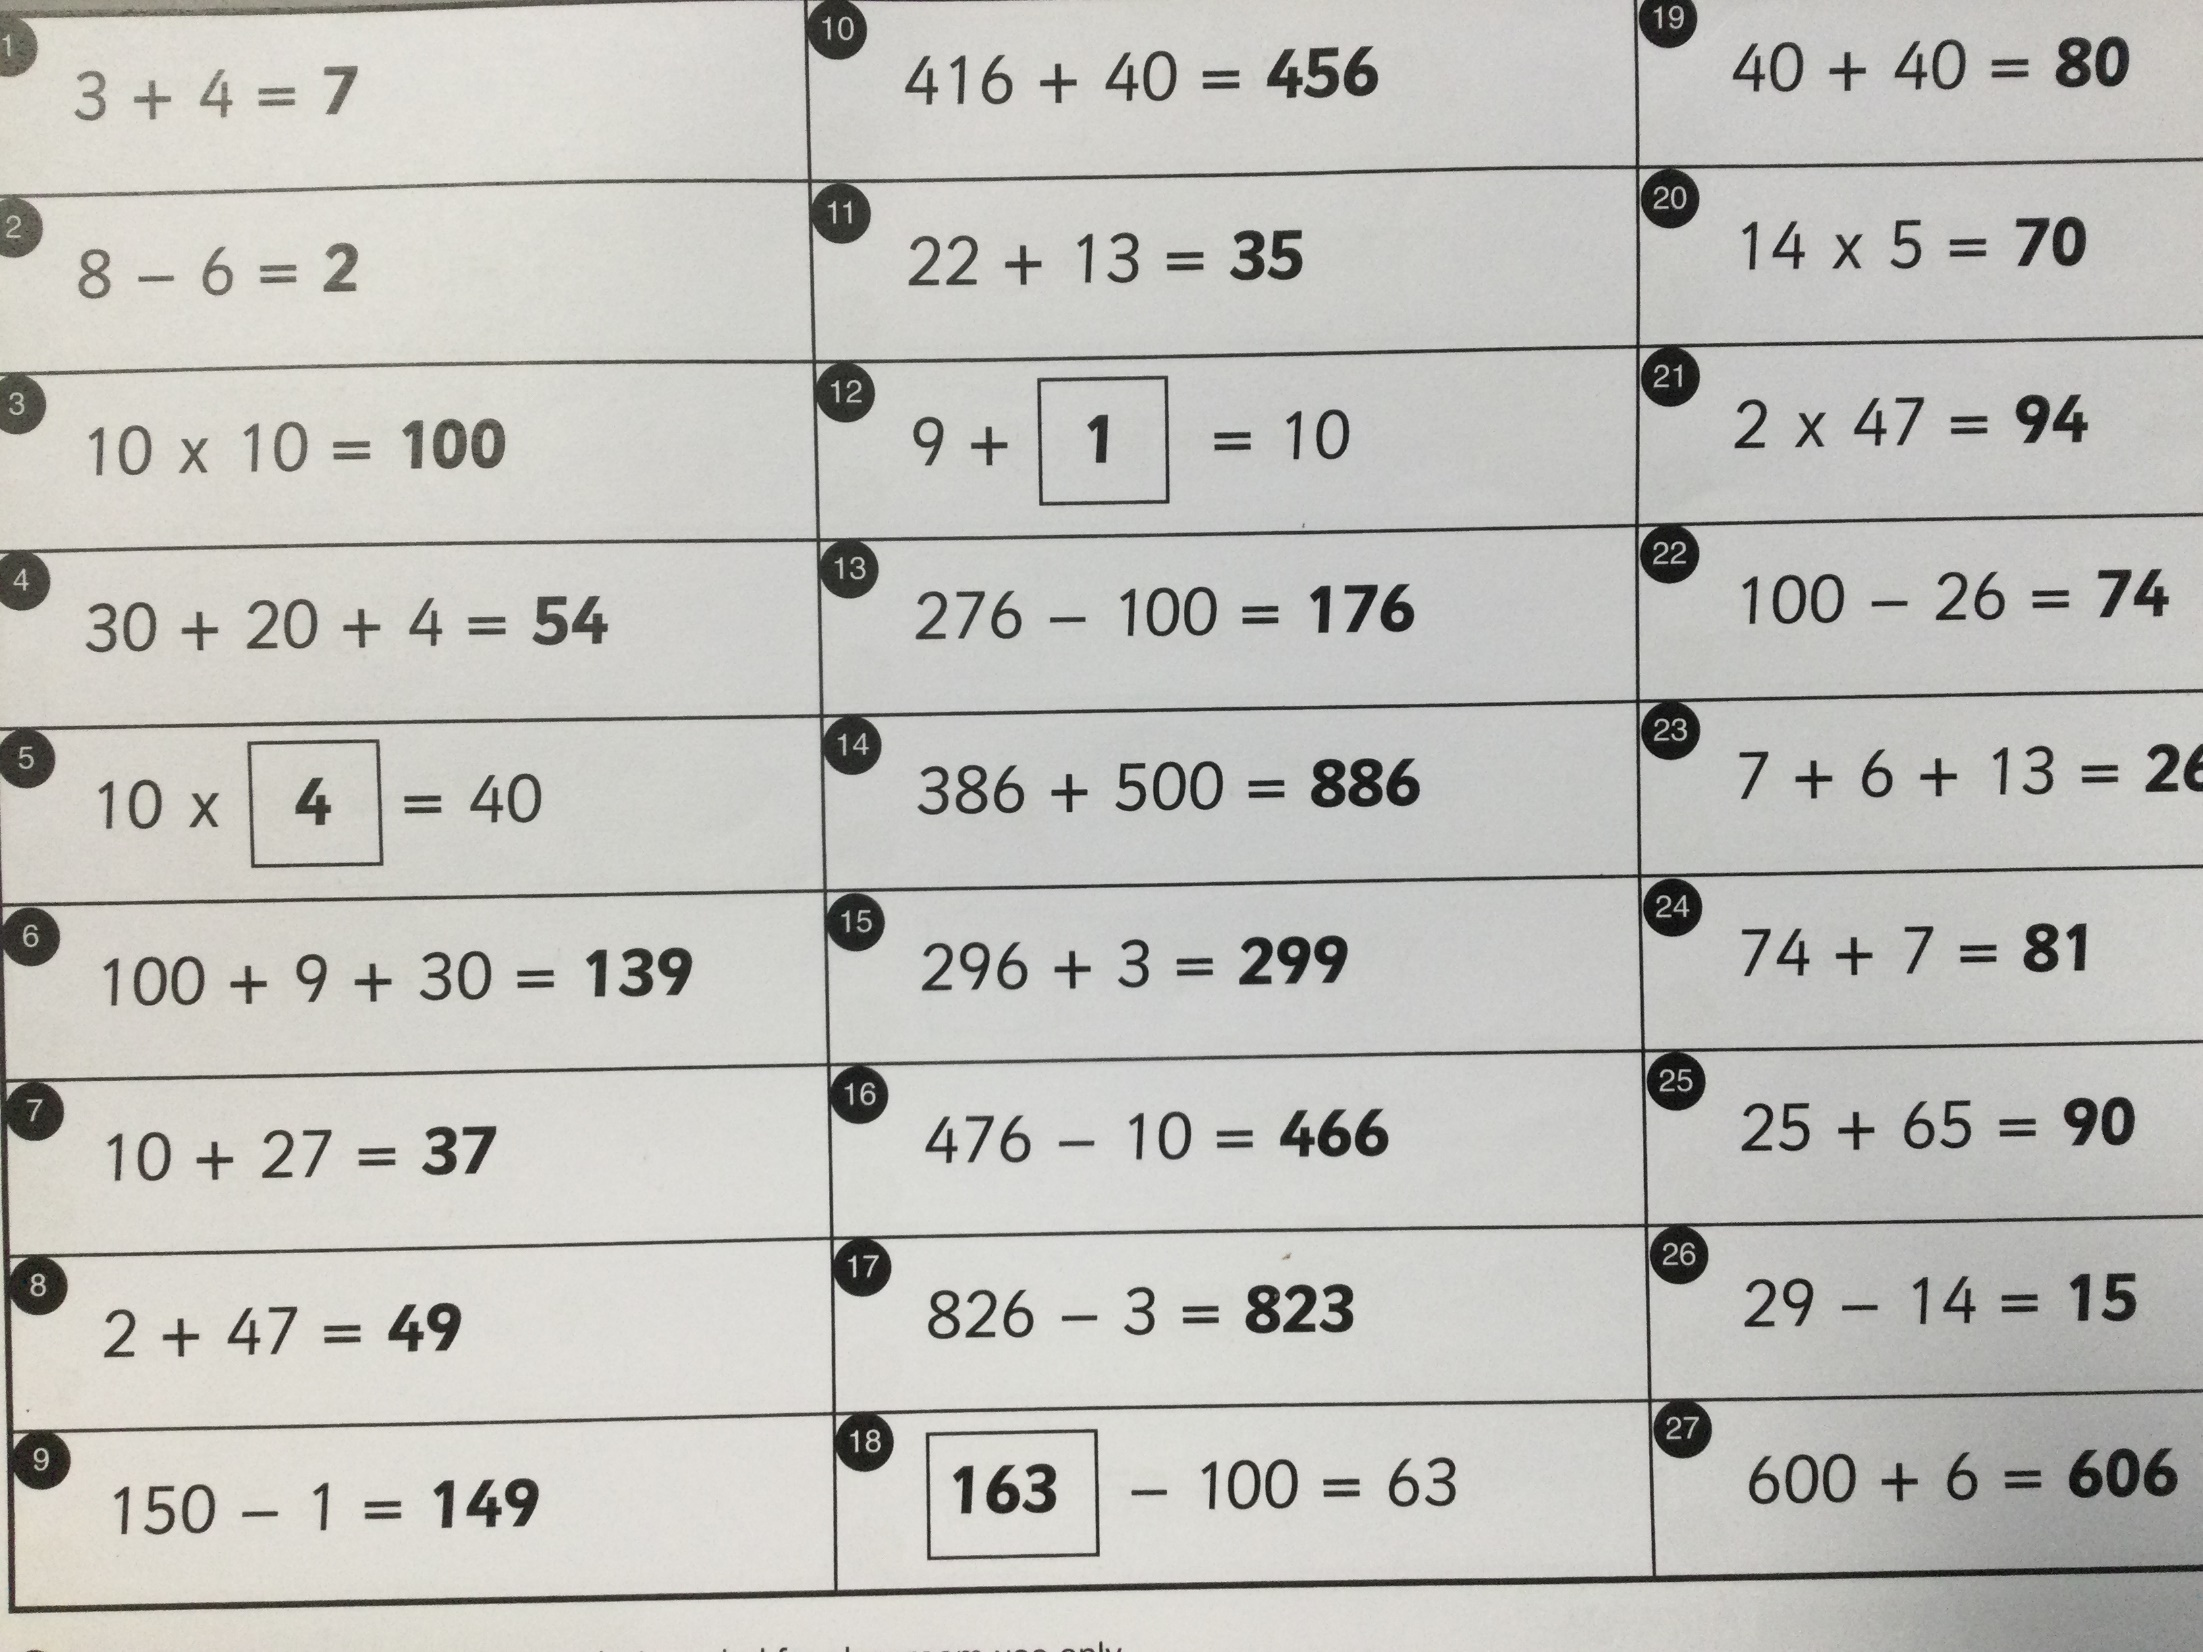 1 3 + 4 = 7
2 8 – 6 = 2
3 10 x 10 = 100
4 30 + 20 + 4 = 54
5 10 x 4 = 40
6 100 + 9 + 30 = 139
7 10 + 27 = 37
8 2 + 47 = 49
9 150 – 1 = 149
10 416 + 40 = 456
11 22 + 13 = 35
12 9 + 1 = 10
13 276 – 100 = 176
14 386 + 500 = 886
15 296 + 3 = 299
16 476 – 10 = 466
17 826 – 3 = 823
18 163 – 100 = 63
19 40 + 40 = 80
20 14 x 5 = 70
21 2 x 47 = 94
22 100 – 26 = 74
23 7 + 6 + 13 = 26
24 74 + 7 = 81
25 25 + 65 = 90
26 29 – 14 = 15
27 600 + 6 = 606
for classroom use only